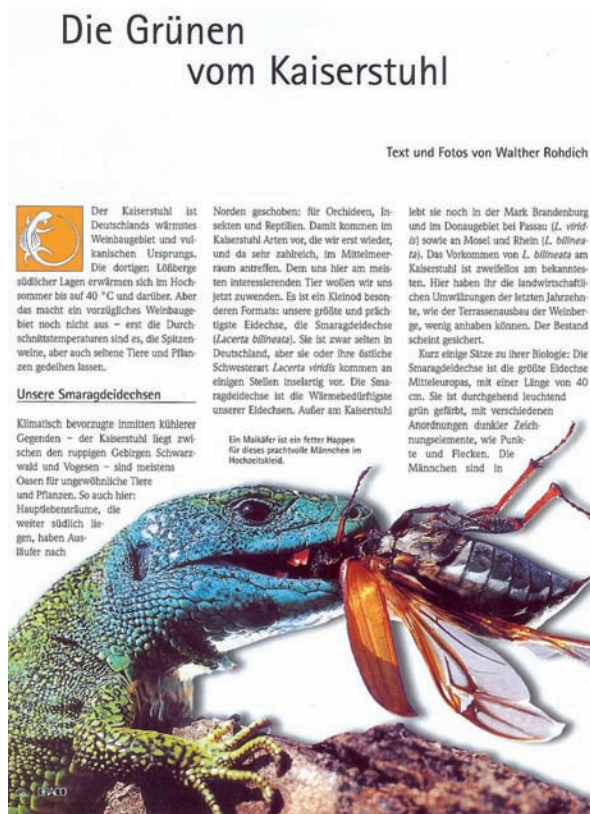 Die Grünen
vom Kaiserstuhl
Text und Fotos von Walther Rohdich
Der Kaiserstuhl ist
Deutschlands wärmstes
Weinbaugebiet und vul-
kanischen Ursprungs.
Die dortigen Lößberge
südlicher Lagen erwärmen sich im Hoch-
sommer bis auf 40 °C und darüber. Aber
das macht ein vorzügliches Weinbauge-
biet noch nicht aus – erst die Durch-
schnittstemperaturen sind es, die Spitzen-
weine, aber auch seltene Tiere und Pflan-
zen gedeihen lassen.
Unsere Smaragdeidechsen
Klimatisch bevorzugte inmitten kühlerer
Gegenden – der Kaiserstuhl liegt zwi-
schen den ruppigen Gebirgen Schwarz-
wald und Vogesen – sind meistens
Oasen für ungewöhnliche Tiere
und Pflanzen. So auch hier:
Hauptlebensräume, die
weiter südlich lie-
gen, haben Aus-
läufer nach
Norden geschoben: für Orchideen, In-
sekten und Reptilien. Damit kommen im
Kaiserstuhl Arten vor, die wir erst wieder,
und da sehr zahlreich, im Mittelmeer-
raum antreffen. Dem uns hier am meis-
ten interessierenden Tier wollen wir uns
jetzt zuwenden. Es ist ein Kleinod beson-
deren Formats: unsere größte und präch-
tigste Eidechse, die Smaragdeidechse
(Lacerta bilineata). Sie ist zwar selten in
Deutschland, aber sie oder ihre östliche
Schwesterart Lacerta viridis kommen an
einigen Stellen inselartig vor. Die Sma-
ragdeidechse ist die Wärmebedürftigste
unserer Eidechsen. Außer am Kaiserstuhl
Ein Maikäfer ist ein fetter Happen
für dieses prachtvolle Männchen im
Hochzeitskleid.
lebt sie noch in der Mark Brandenburg
und im Donaugebiet bei Passau (L. virid-
is) sowie an Mosel und Rhein (L. bilinea-
ta). Das Vorkommen von L. bilineata am
Kaiserstuhl ist zweifellos am bekanntes-
ten. Hier haben ihr die landwirtschaftli-
chen Umwälzungen der letzten Jahrzehn-
te, wie der Terrassenausbau der Weinber-
ge, wenig anhaben können. Der Bestand
scheint gesichert.
Kurz einige Sätze zu ihrer Biologie: Die
Smaragdeidechse ist die größte Eidechse
Mitteleuropas, mit einer Länge von 40
cm. Sie ist durchgehend leuchtend
grün gefärbt, mit verschiedenen
Anordnungen dunkler Zeich-
nungselemente, wie Punk-
te und Flecken. Die
Männchen sind in
DRACO